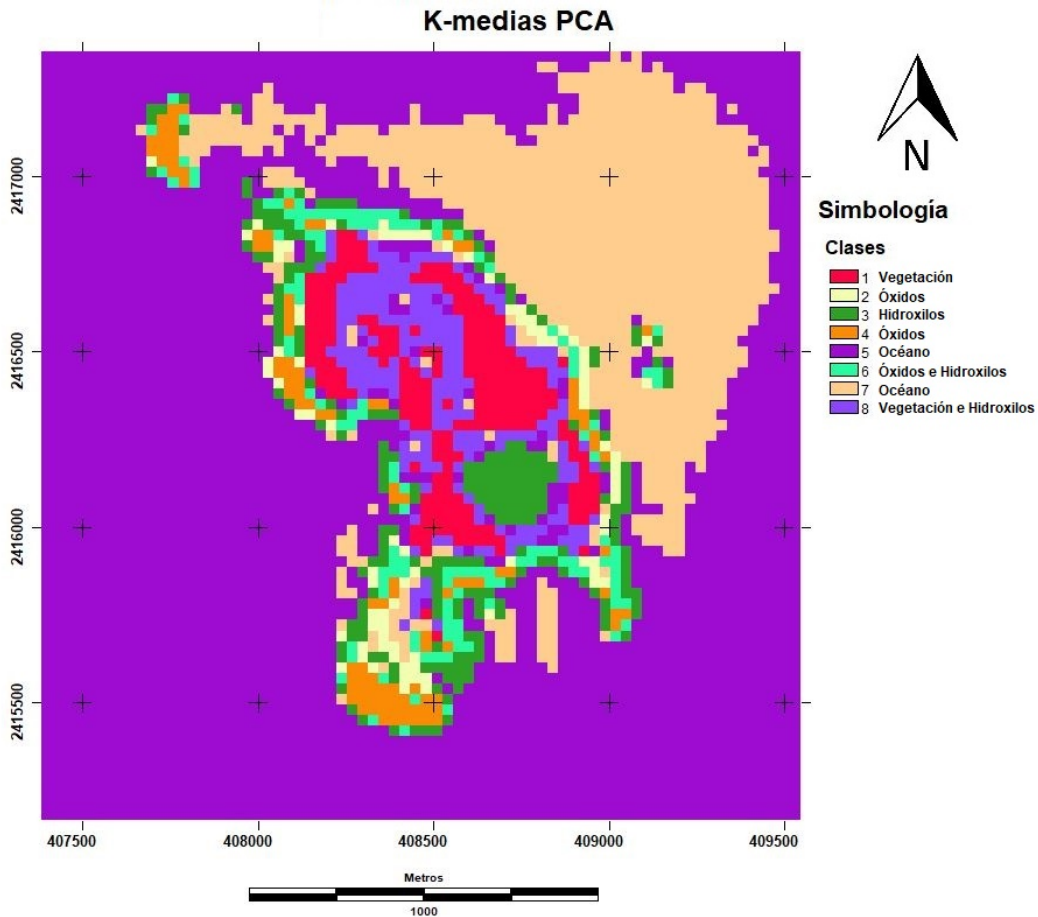 K-medias PCA
2417000
2416500
2416000
2415500
407500
408000
408500
409000
409500
Metros
1000
N
Simbología
Clases
1 Vegetación
2 Óxidos
3 Hidroxilos
4 Óxidos
5 Océano
6 Óxidos e Hidroxilos
7 Océano
8 Vegetación e Hidroxilos